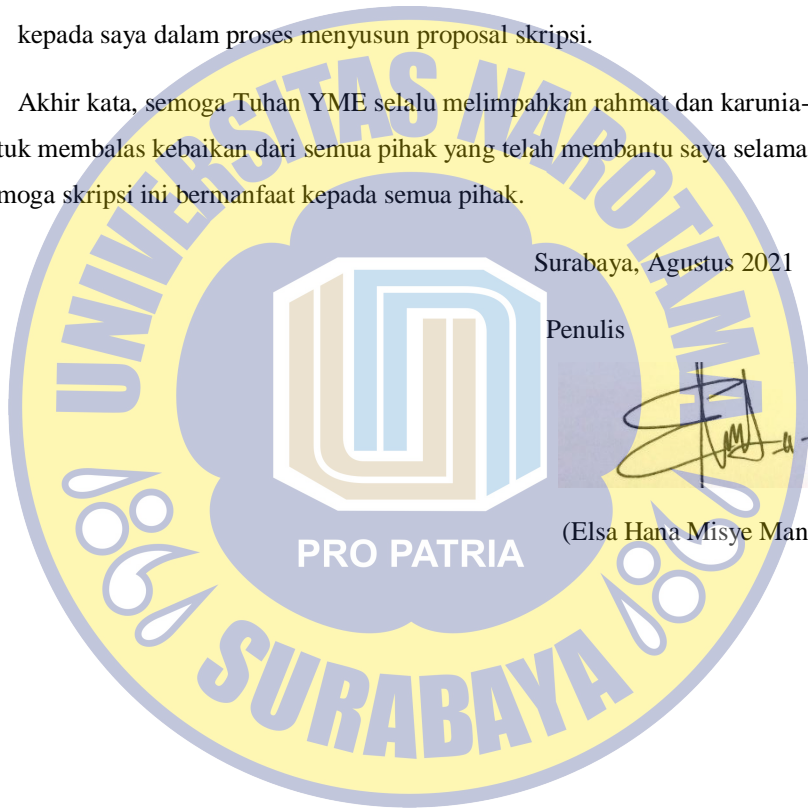 kepada saya dalam proses menyusun proposal skripsi.
Akhir kata, semoga Tuhan YME selalu melimpahkan rahmat dan karunia-
tuk membalas kebaikan dari semua pihak yang telah membantu saya selama
moga skripsi ini bermanfaat kepada semua pihak.
Surabaya, Agustus 2021
Penulis
(Elsa Hana Misye Man
UNIVERSITAS NAROTAMA
PRO PATRIA
SURABAYA